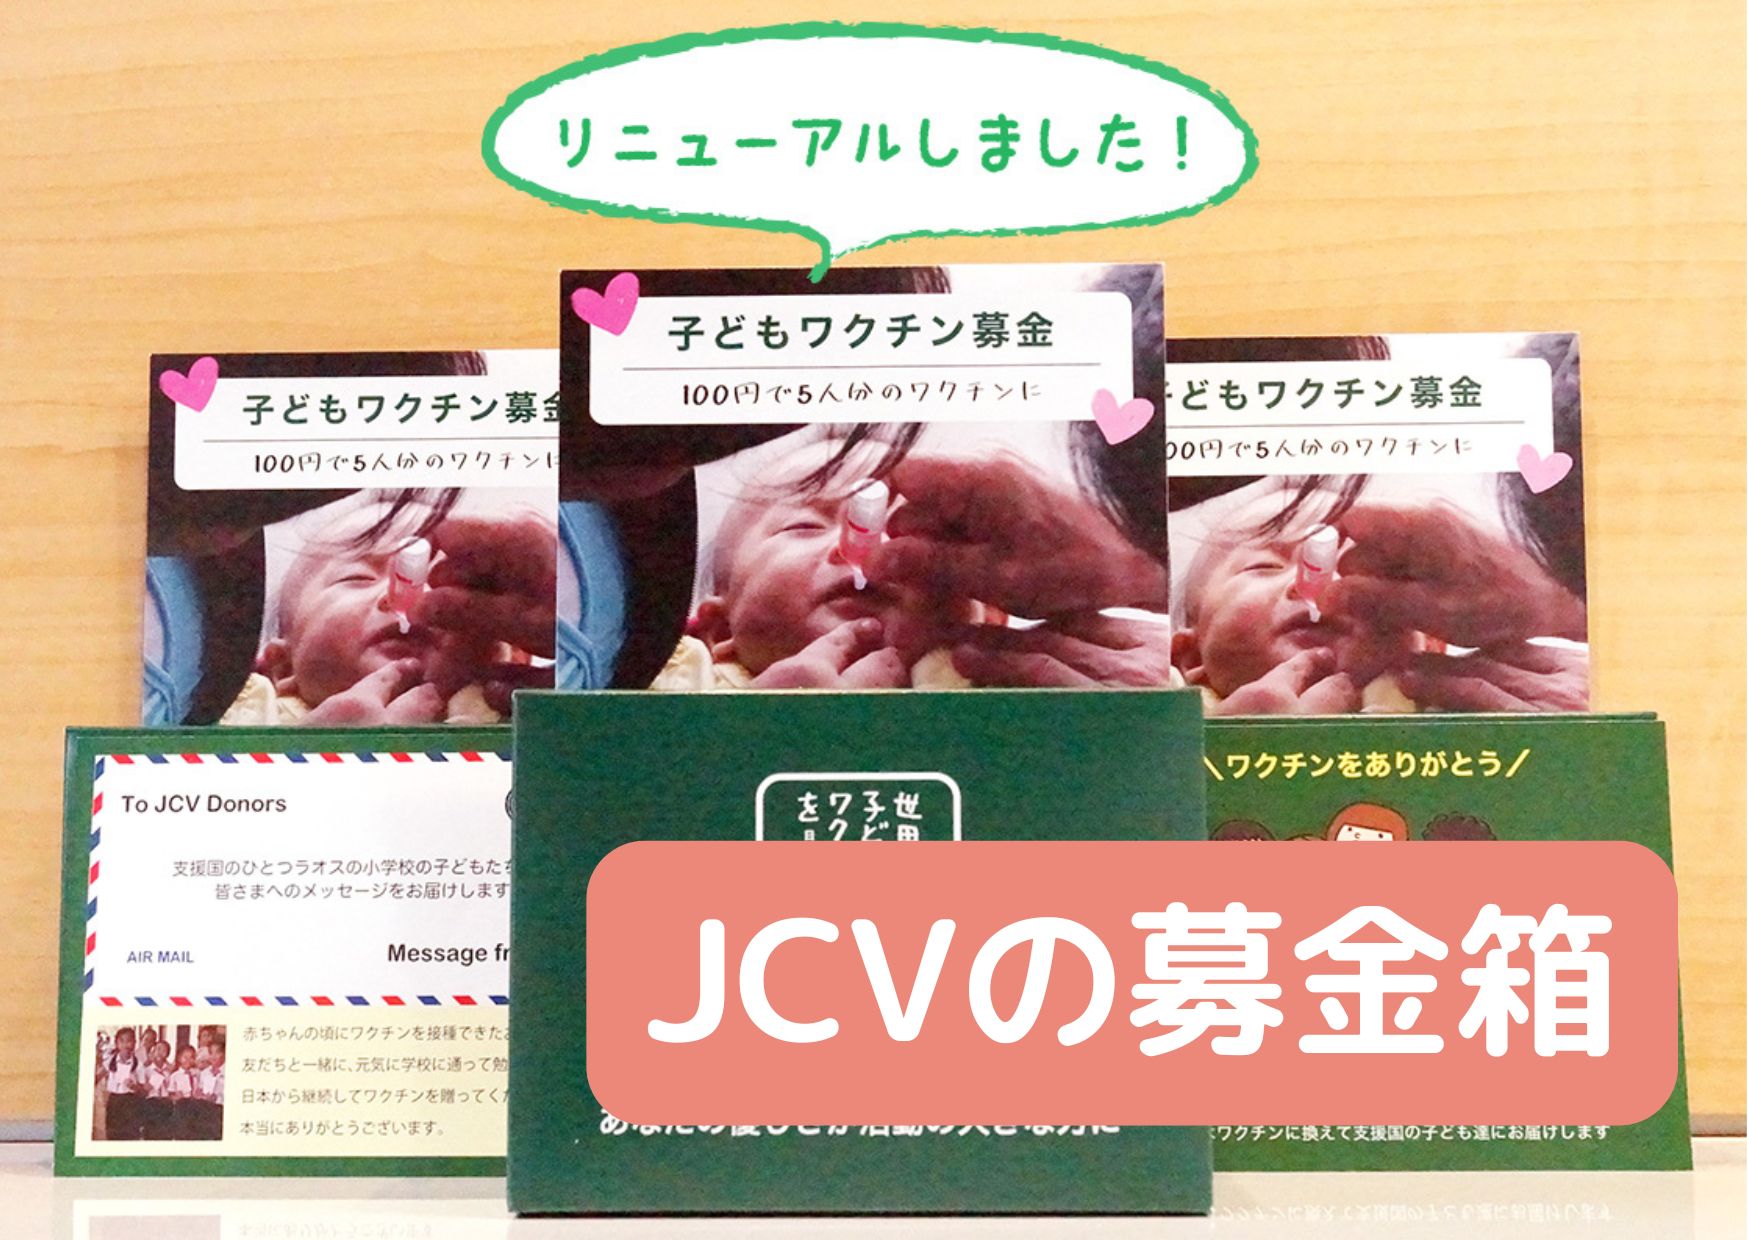 リニューアルしました！
子どもワクチン募金
100円で5人分のワクチンに
子どもワクチン募金
100円で5人分のワクチンに
どもワクチン募金
00円で5人分のワクチンに
To JCV Donors
支援国のひとつラオスの小学校の子どもた
皆さまへのメッセージをお届けします
AIR MAIL
Message
赤ちゃんの頃にワクチンを接種できた
友だちと一緒に、元気に学校に通って勉
日本から継続してワクチンを贈ってく
本当にありがとうございます。
世
子ど
ワク
を
\ワクチンをありがとう/
JCVの募金箱
ワクチンに換えて支援国の子ども達にお届けします